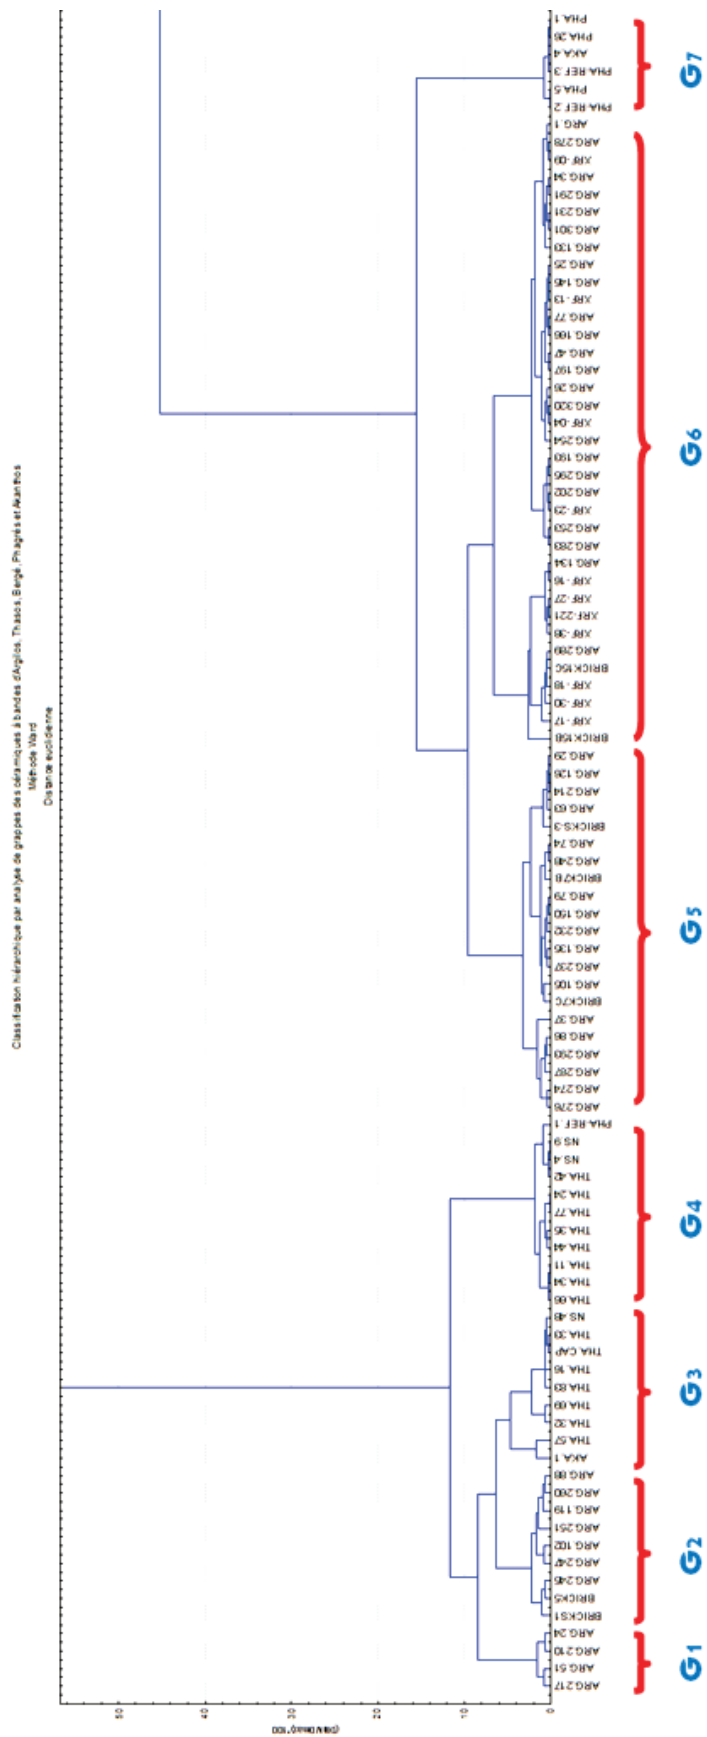 Classification hiérarchique par analyse de grappes des céramiques à bandes d'Argilos, Thasos, Bergè, Phagrès et Akanthos
Méthode Ward
Distance euclidienne
PHA.1
PHA.26
AKA.4
PHA-REF.3
PHA.5
PHA-REF.2
ARG.1
ARG.278
XRF-09
ARG.34
ARG.291
ARG.231
ARG.301
ARG.133
ARG.25
ARG.145
XRF-13
ARG.77
ARG.166
ARG.47
ARG.197
ARG.26
ARG.320
XRF-04
ARG.254
ARG.193
ARG.295
ARG.202
XRF-23
ARG.253
ARG.283
ARG.134
XRF-16
XRF-27
XRF-221
XRF-38
ARG.289
BRICK15C
XRF-18
XRF-30
XRF-17
BRICK15B
ARG.29
ARG.126
ARG.214
ARG.63
BRICKS-3
ARG.74
ARG.248
BRICK7B
ARG.79
ARG.150
ARG.232
ARG.135
ARG.237
ARG.105
BRICK7C
ARG.37
ARG.86
ARG.293
ARG.287
ARG.274
ARG.276
PHA-REF.1
NS.9
NS.4
THA.42
THA.24
THA.77
THA.35
THA.44
THA.11
THA.34
THA.66
NS.48
THA.33
THA.CAP
THA.16
THA.83
THA.69
THA.32
THA.57
AKA.1
ARG.88
ARG.260
ARG.119
ARG.251
ARG.102
ARG.247
ARG.245
BRICK5
BRICKS1
ARG.24
ARG.210
ARG.51
ARG.217
G7
G6
G5
G4
G3
G2
G1
50
40
30
20
10
0
(Dlien/Dmax)*100